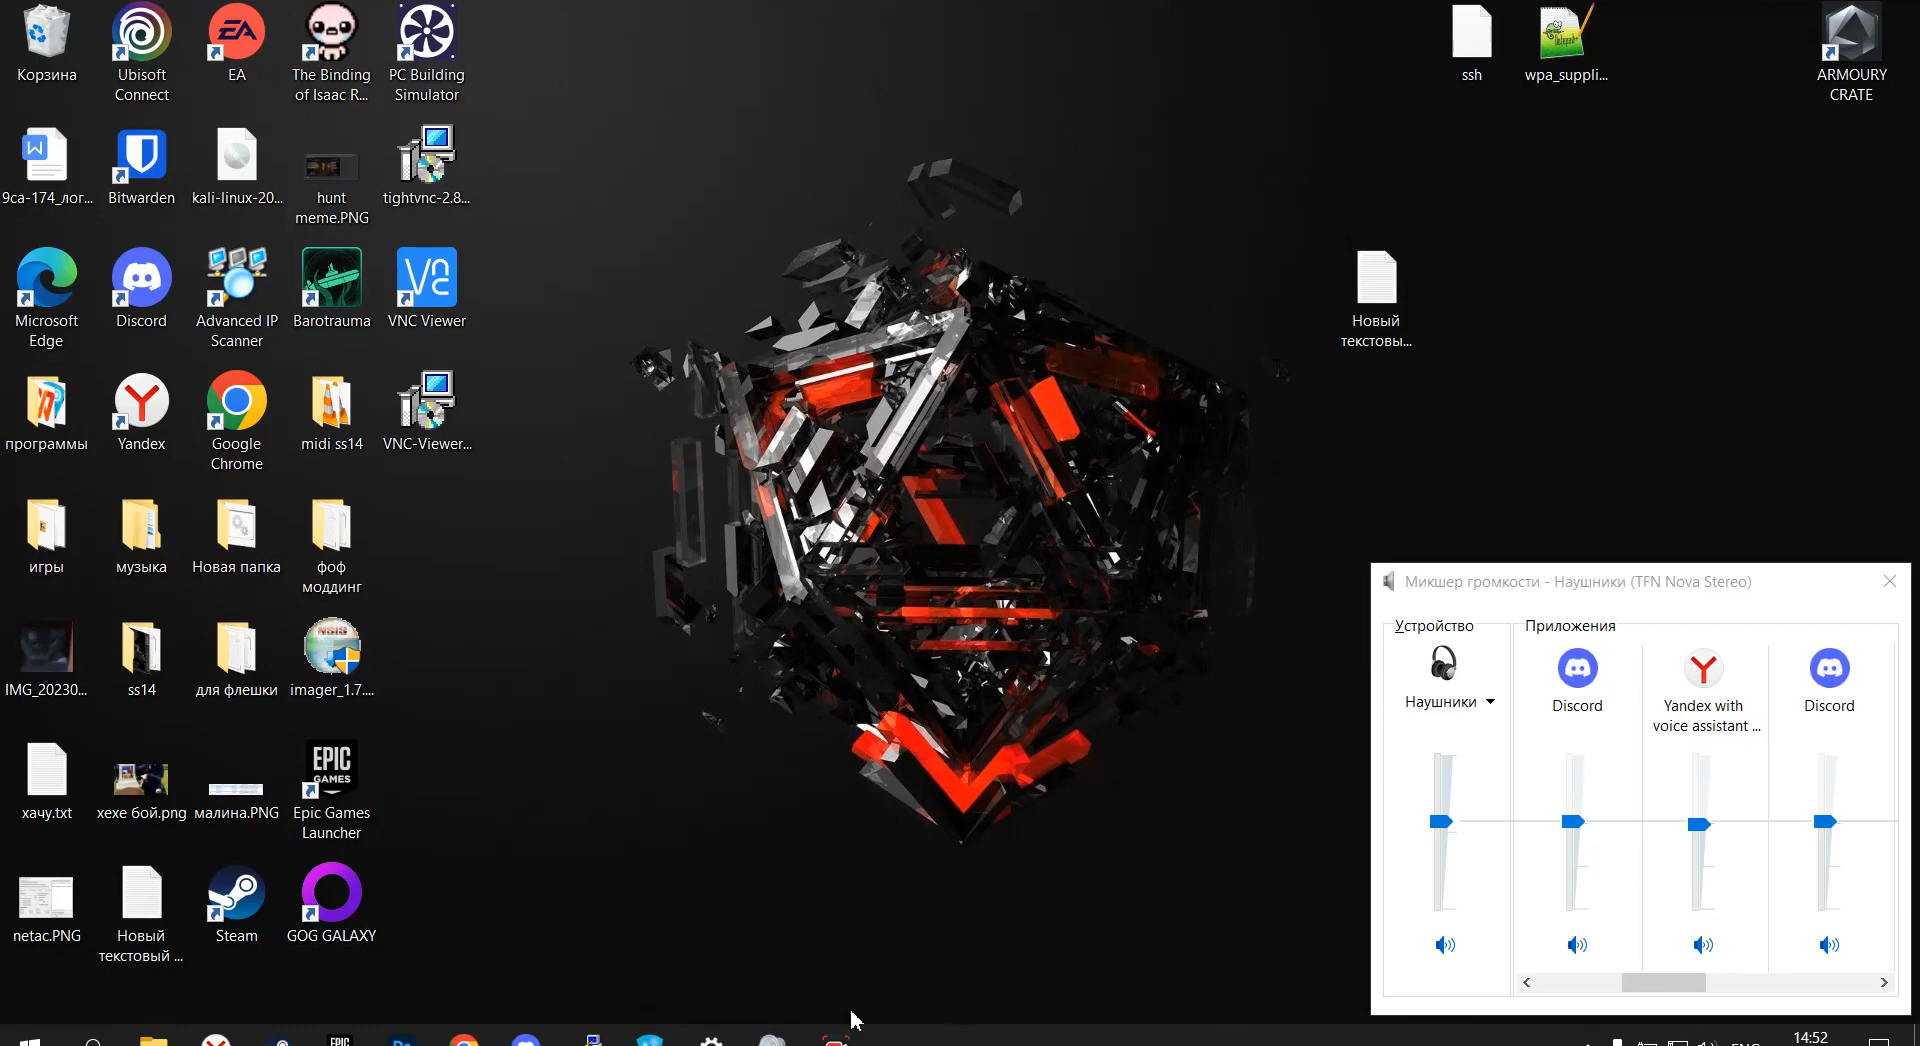 Корзина
Ubisoft
Connect
EA
The Binding
of Isaac R...
PC Building
Simulator
ssh
wpa_suppli...
ARMOURY
CRATE
9са-174_лог...
Bitwarden
kali-linux-20...
hunt
meme.PNG
tightvnc-2.8...
Microsoft
Edge
Discord
Advanced IP
Scanner
Barotrauma
VNC Viewer
Новый
текстовы...
программы
Yandex
Google
Chrome
midi ss14
VNC-Viewer...
игры
музыка
Новая папка
фоф
моддинг
IMG_20230...
ss14
для флешки
NSIS
imager_1.7....
хачу.txt
хехе бой.png
малина.PNG
EPIC
GAMES
Epic Games
Launcher
netac.PNG
Новый
текстовый ...
Steam
GOG GALAXY
Микшер громкости - Наушники (TFN Nova Stereo)
Устройство
Приложения
Наушники
Discord
Yandex with
voice assistant ...
Discord
EPIC
14:52